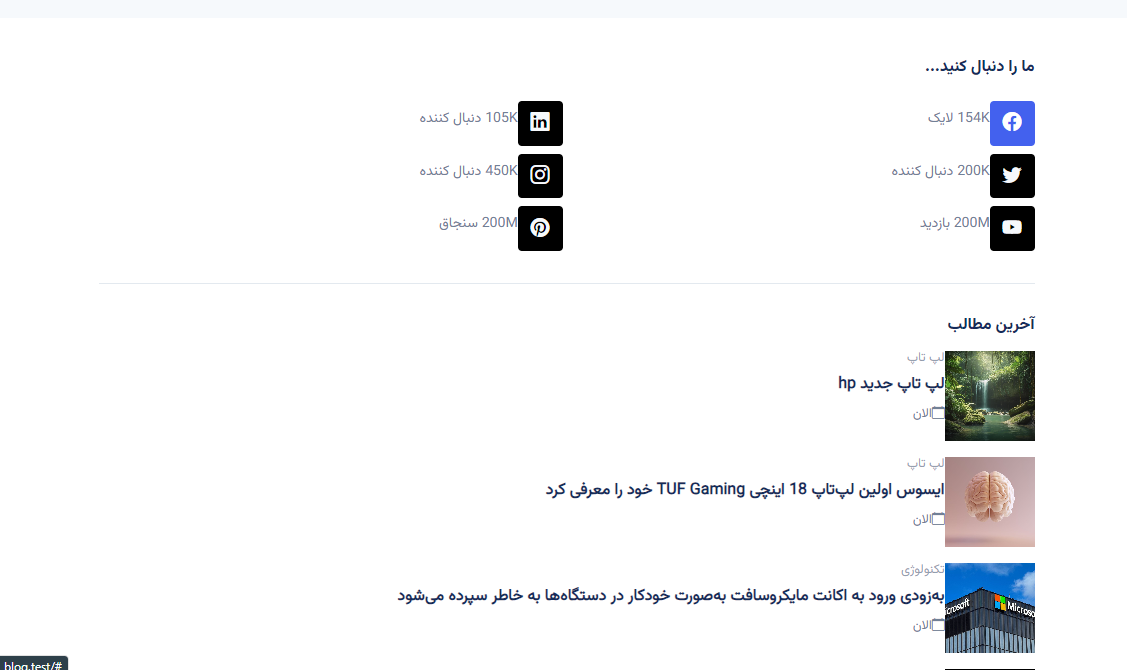 ما را دنبال کنید...
154K لایک
105K دنبال کننده
200K دنبال کننده
450K دنبال کننده
200M بازدید
200M سنجاق
آخرین مطالب
لپ تاپ
لپ تاپ جدید hp
الان
لپ تاپ
ایسوس اولین لپ‌تاپ 18 اینچی TUF Gaming خود را معرفی کرد
الان
تکنولوژی
به‌زودی ورود به اکانت مایکروسافت به‌صورت خودکار در دستگاه‌ها به خاطر سپرده می‌شود
الان
blog.test/#